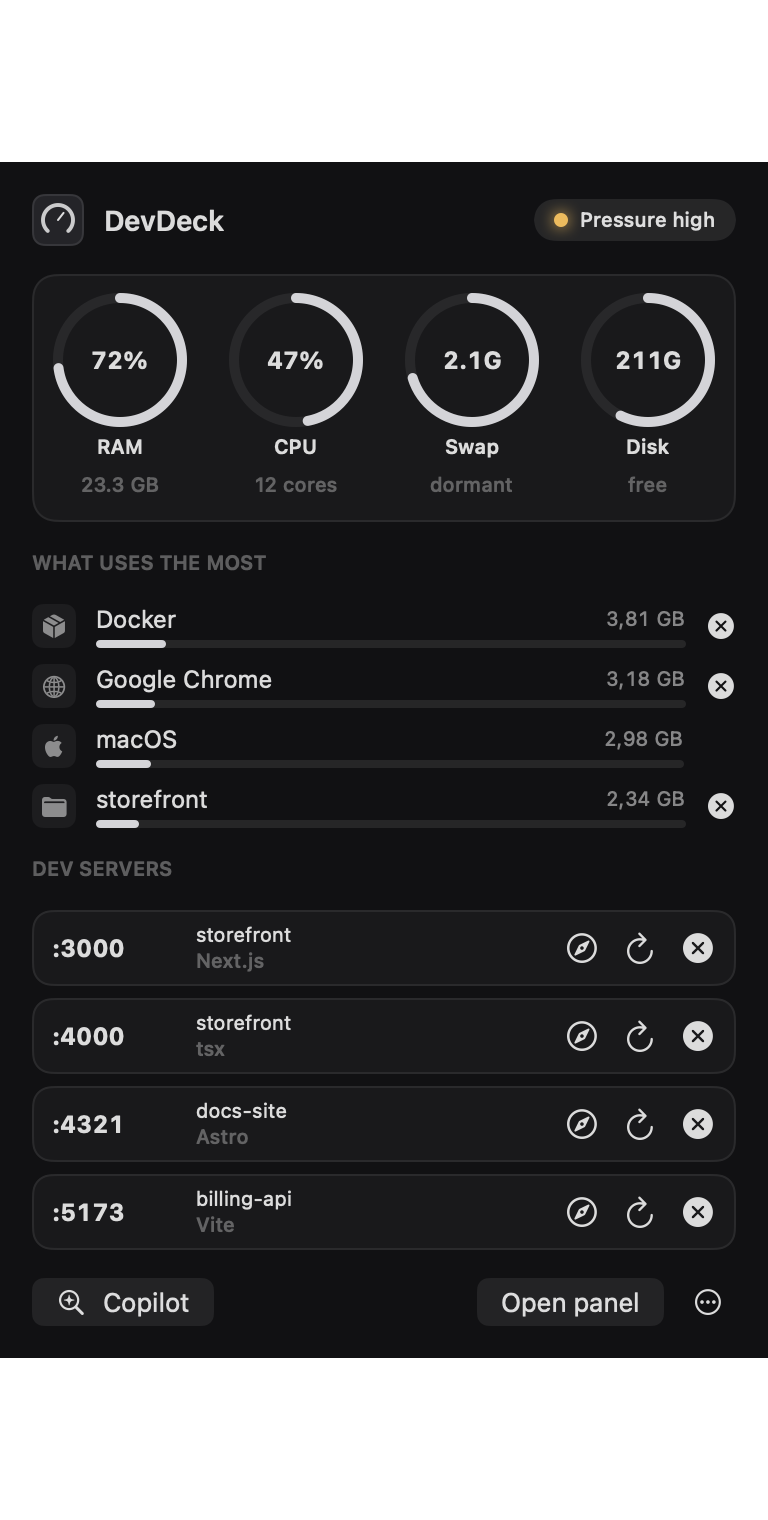 DevDeck
Pressure high
72%
47%
2.1G
211G
RAM
CPU
Swap
Disk
23.3 GB
12 cores
dormant
free
WHAT USES THE MOST
Docker
3,81 GB
Google Chrome
3,18 GB
macOS
2,98 GB
storefront
2,34 GB
DEV SERVERS
:3000
storefront
Next.js
:4000
storefront
tsx
:4321
docs-site
Astro
:5173
billing-api
Vite
Copilot
Open panel